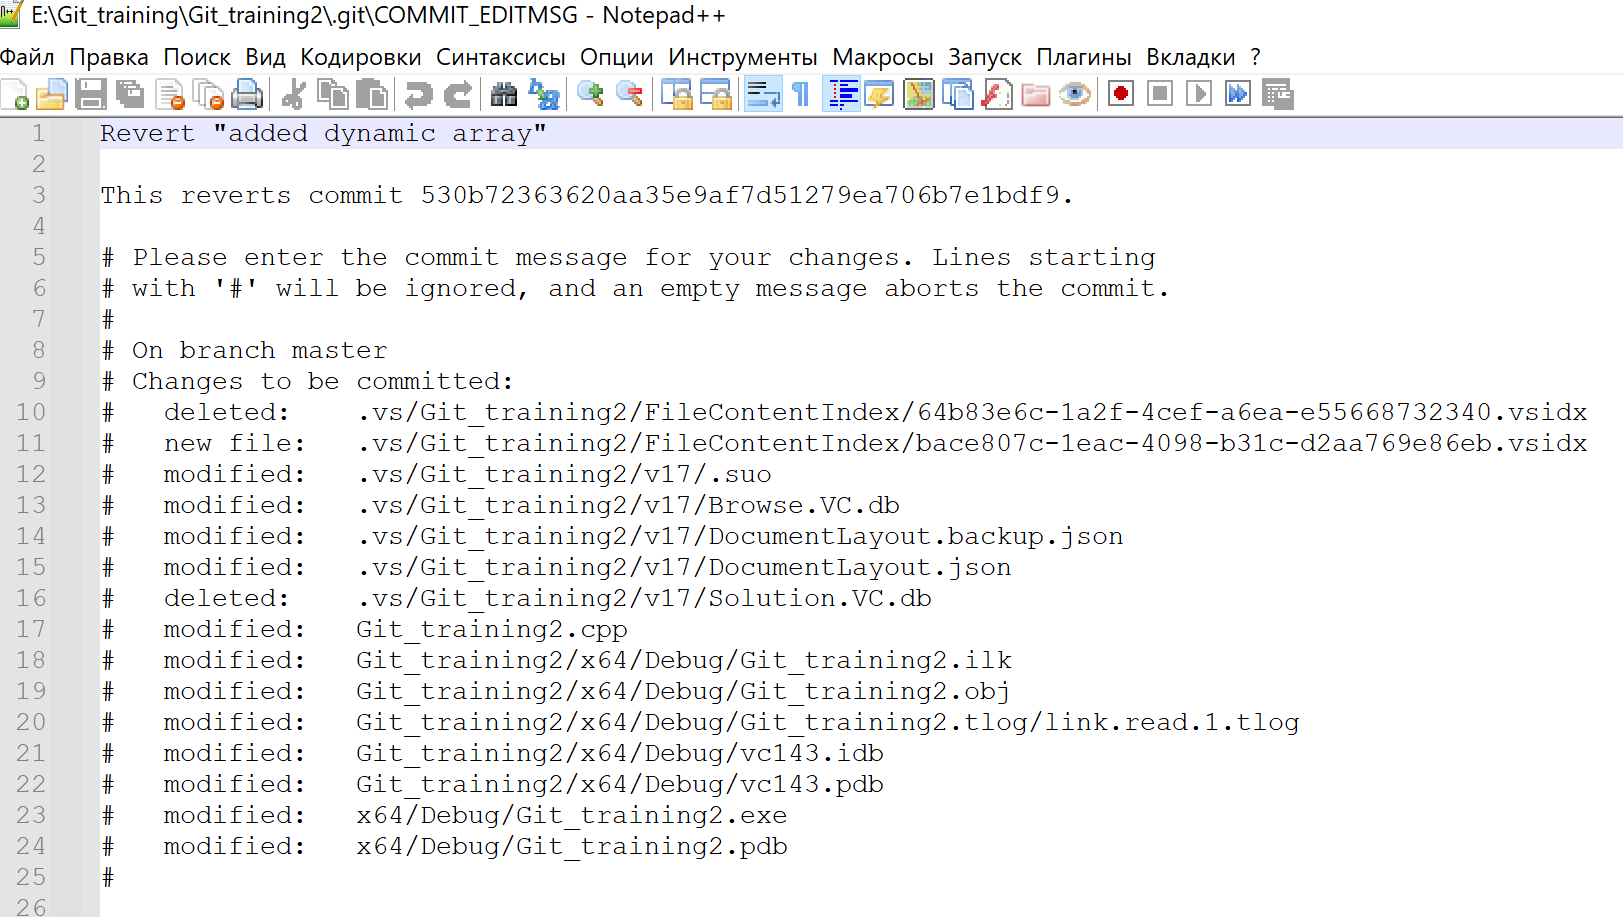 E:\Git_training\Git_training2\.git\COMMIT_EDITMSG - Notepad++
Файл Правка Поиск Вид Кодировки Синтаксисы Опции Инструменты Макросы Запуск Плагины Вкладки ?
1 Revert "added dynamic array"
2
3 This reverts commit 530b72363620aa35e9af7d51279ea706b7e1bdf9.
4
5 # Please enter the commit message for your changes. Lines starting
6 # with '#' will be ignored, and an empty message aborts the commit.
7 #
8 # On branch master
9 # Changes to be committed:
10 # deleted: .vs/Git_training2/FileContentIndex/64b83e6c-1a2f-4cef-a6ea-e55668732340.vsidx
11 # new file: .vs/Git_training2/FileContentIndex/bace807c-1eac-4098-b31c-d2aa769e86eb.vsidx
12 # modified: .vs/Git_training2/v17/.suo
13 # modified: .vs/Git_training2/v17/Browse.VC.db
14 # modified: .vs/Git_training2/v17/DocumentLayout.backup.json
15 # modified: .vs/Git_training2/v17/DocumentLayout.json
16 # deleted: .vs/Git_training2/v17/Solution.VC.db
17 # modified: Git_training2.cpp
18 # modified: Git_training2/x64/Debug/Git_training2.ilk
19 # modified: Git_training2/x64/Debug/Git_training2.obj
20 # modified: Git_training2/x64/Debug/Git_training2.tlog/link.read.1.tlog
21 # modified: Git_training2/x64/Debug/vc143.idb
22 # modified: Git_training2/x64/Debug/vc143.pdb
23 # modified: x64/Debug/Git_training2.exe
24 # modified: x64/Debug/Git_training2.pdb
25 #
26